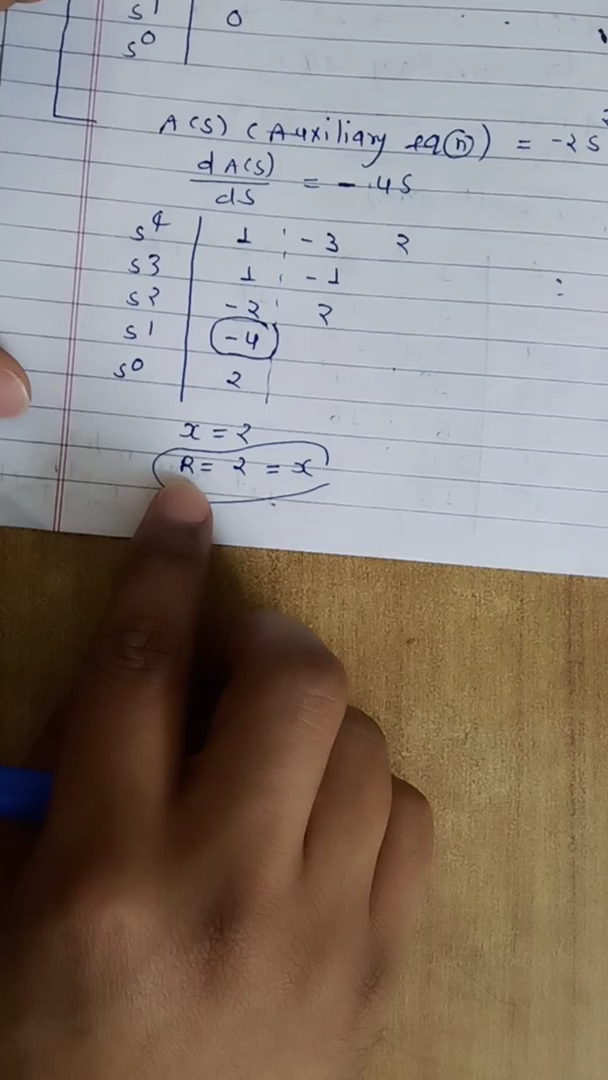 s1 0
s0
A(s) (Auxiliary eq(n)) = -2s
dA(s)
ds
= -4s
s4 1 -3 2
s3 1 -1
s2 -2 2
s1 -4
s0 2
x = 2
R = 2 = x